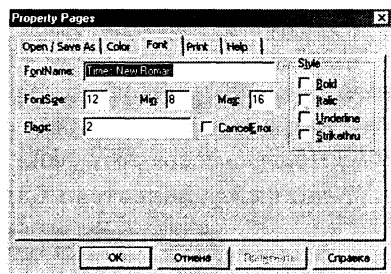 Property Pages
Open / Save As Color Font Print Help
FontName: Times New Roman
FontSize: 12 Min: 8 Max: 16
Flags: 2 CancelError
Style
Bold
Italic
Underline
Strikethru
OK Отмена Применить Справка